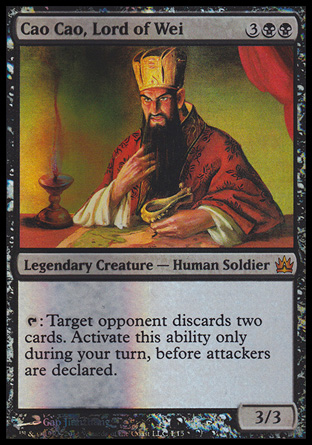 Cao Cao, Lord of Wei 3
Legendary Creature — Human Soldier
: Target opponent discards two
cards. Activate this ability only
during your turn, before attackers
are declared.
3/3